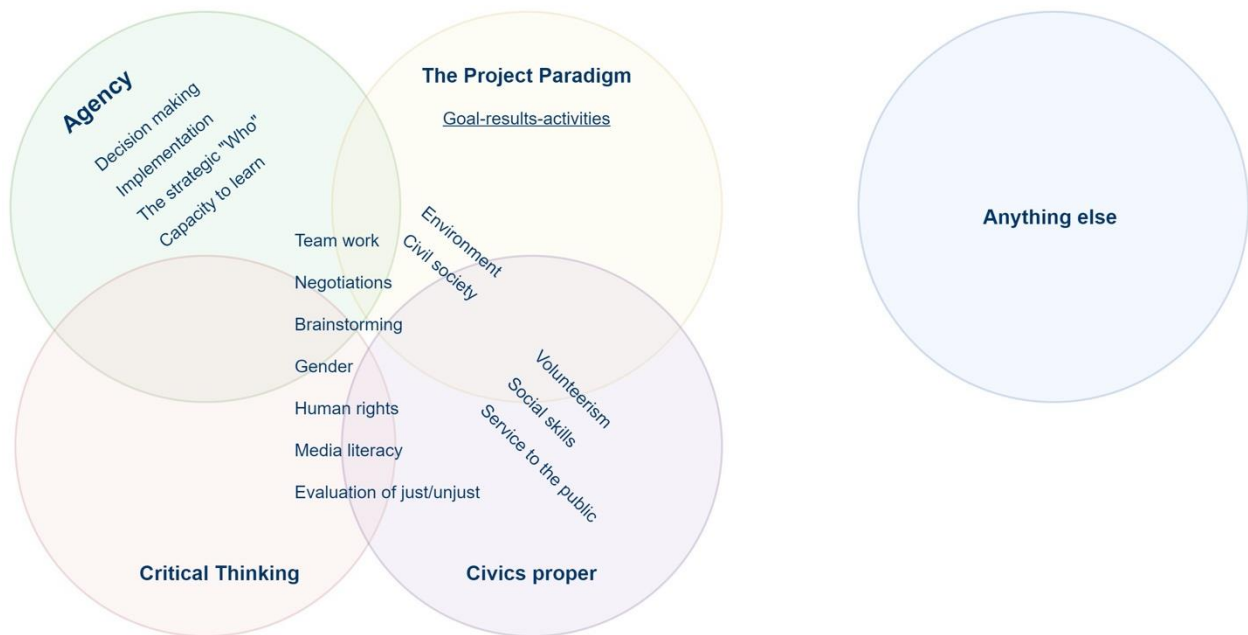 Agency
Decision making
Implementation
The strategic "Who"
Capacity to learn
The Project Paradigm
Goal-results-activities
Environment
Civil society
Team work
Negotiations
Brainstorming
Gender
Human rights
Media literacy
Evaluation of just/unjust
Volunteerism
Social skills
Service to the public
Critical Thinking
Civics proper
Anything else